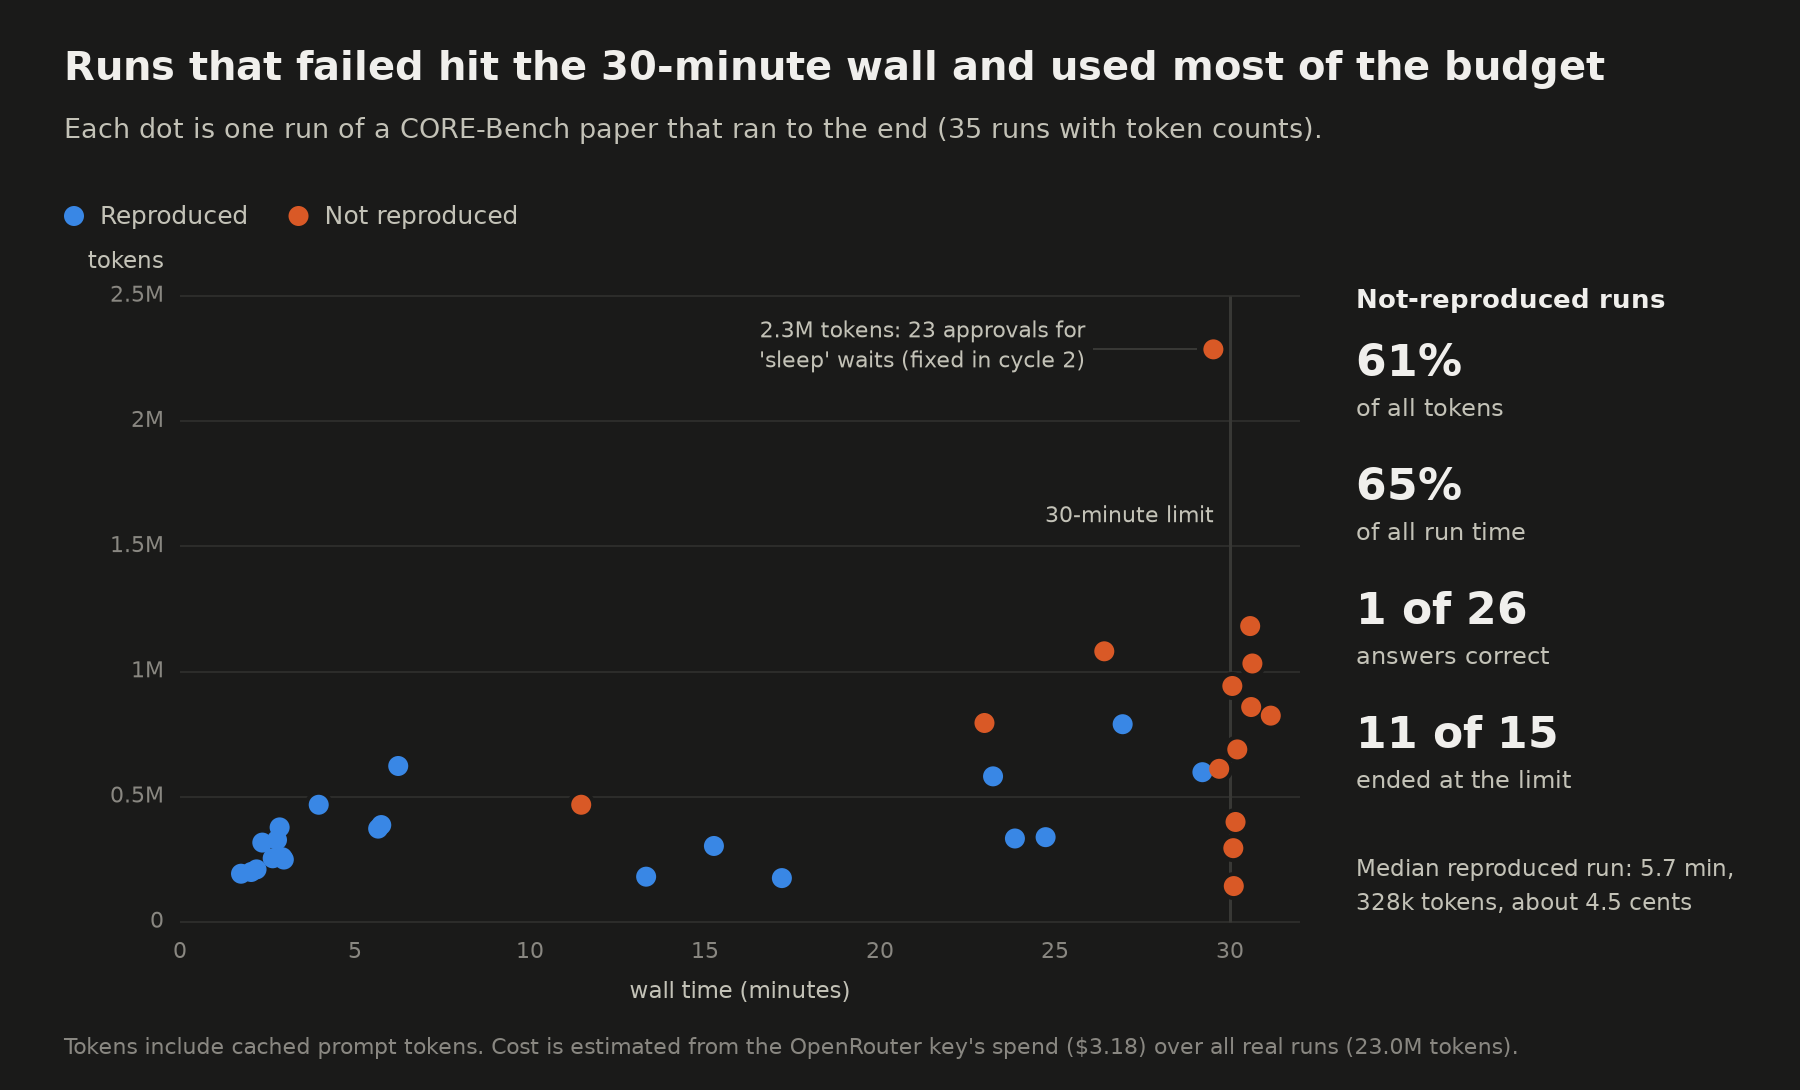 Runs that failed hit the 30-minute wall and used most of the budget
Each dot is one run of a CORE-Bench paper that ran to the end (35 runs with token counts).
Reproduced
Not reproduced
tokens
2.5M
2M
1.5M
1M
0.5M
0
2.3M tokens: 23 approvals for
'sleep' waits (fixed in cycle 2)
30-minute limit
0 5 10 15 20 25 30
wall time (minutes)
Not-reproduced runs
61%
of all tokens
65%
of all run time
1 of 26
answers correct
11 of 15
ended at the limit
Median reproduced run: 5.7 min,
328k tokens, about 4.5 cents
Tokens include cached prompt tokens. Cost is estimated from the OpenRouter key's spend ($3.18) over all real runs (23.0M tokens).